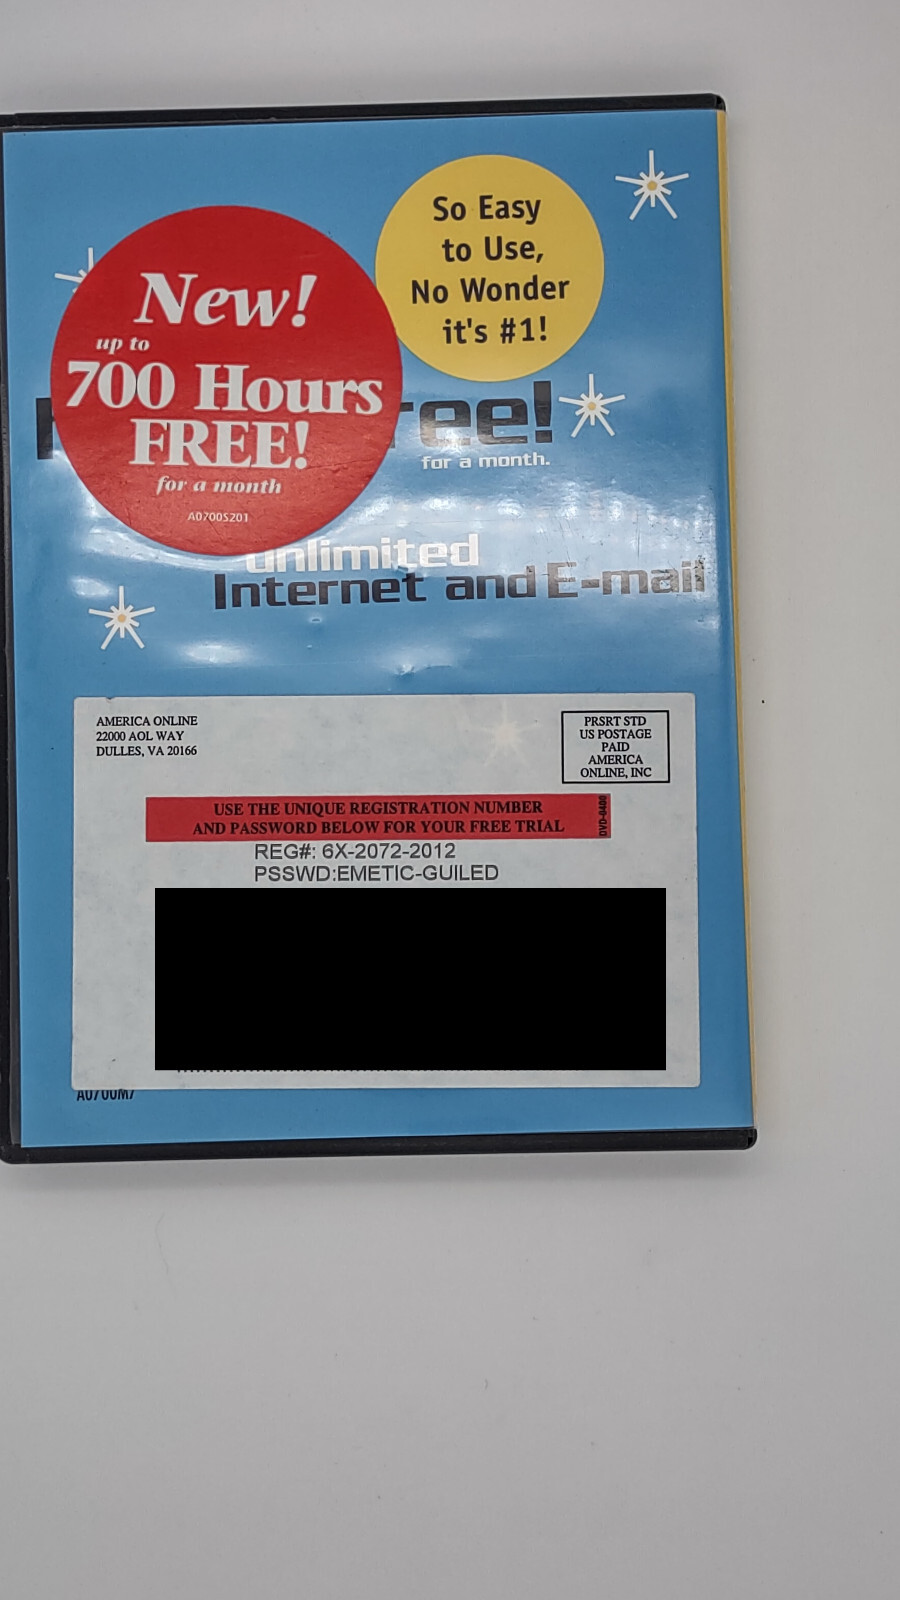 New!
up to
700 Hours
FREE!
for a month
A0700S201
So Easy
to Use,
No Wonder
it's #1!
ree!
for a month.
unlimited
Internet and E-mail
AMERICA ONLINE
22000 AOL WAY
DULLES, VA 20166
PRSRT STD
US POSTAGE
PAID
AMERICA
ONLINE, INC
USE THE UNIQUE REGISTRATION NUMBER
AND PASSWORD BELOW FOR YOUR FREE TRIAL
DVD-0400
REG#: 6X-2072-2012
PSSWD:EMETIC-GUILED
A0700M7